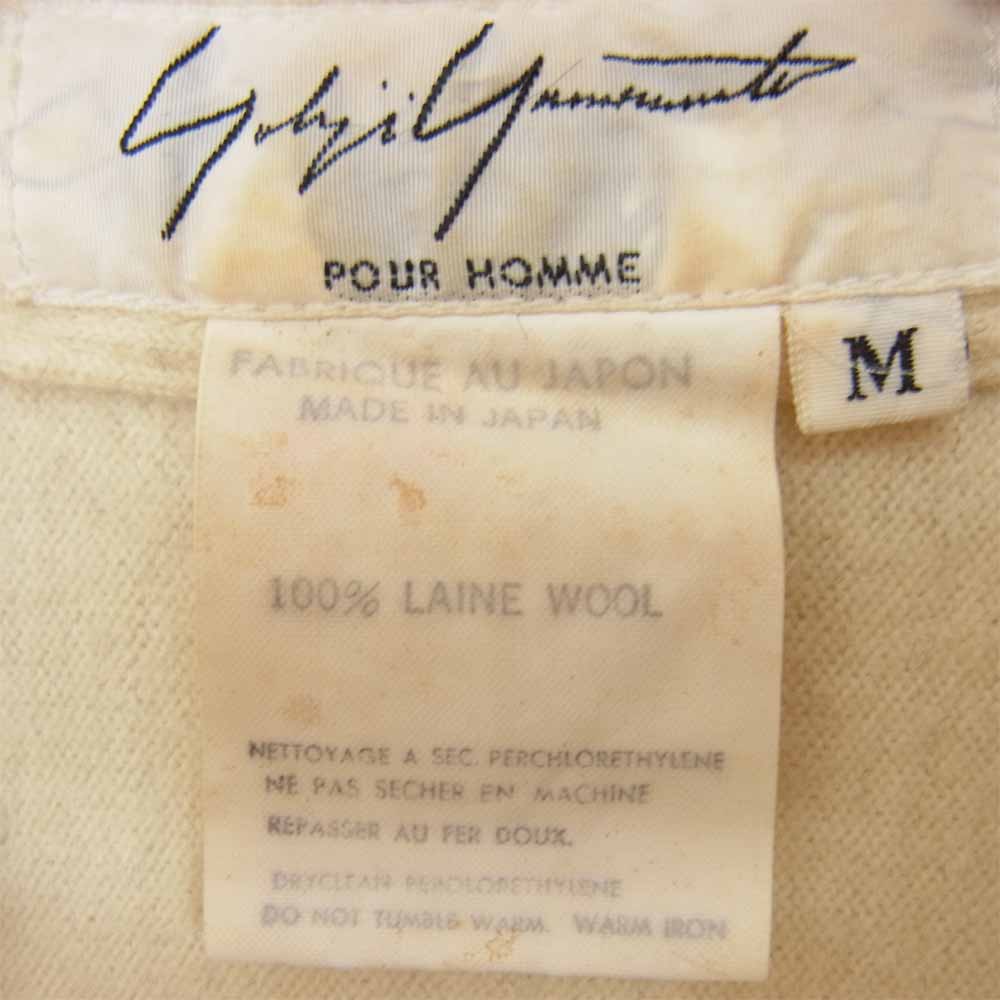 Yohji Yamamoto
POUR HOMME
M
FABRIQUE AU JAPON
MADE IN JAPAN
100% LAINE WOOL
NETTOYAGE A SEC. PERCHLORETHYLENE
NE PAS SECHER EN MACHINE
REPASSER AU FER DOUX.
DRYCLEAN PERCLORETHYLENE
DO NOT TUMBLE WARM. WARM IRON